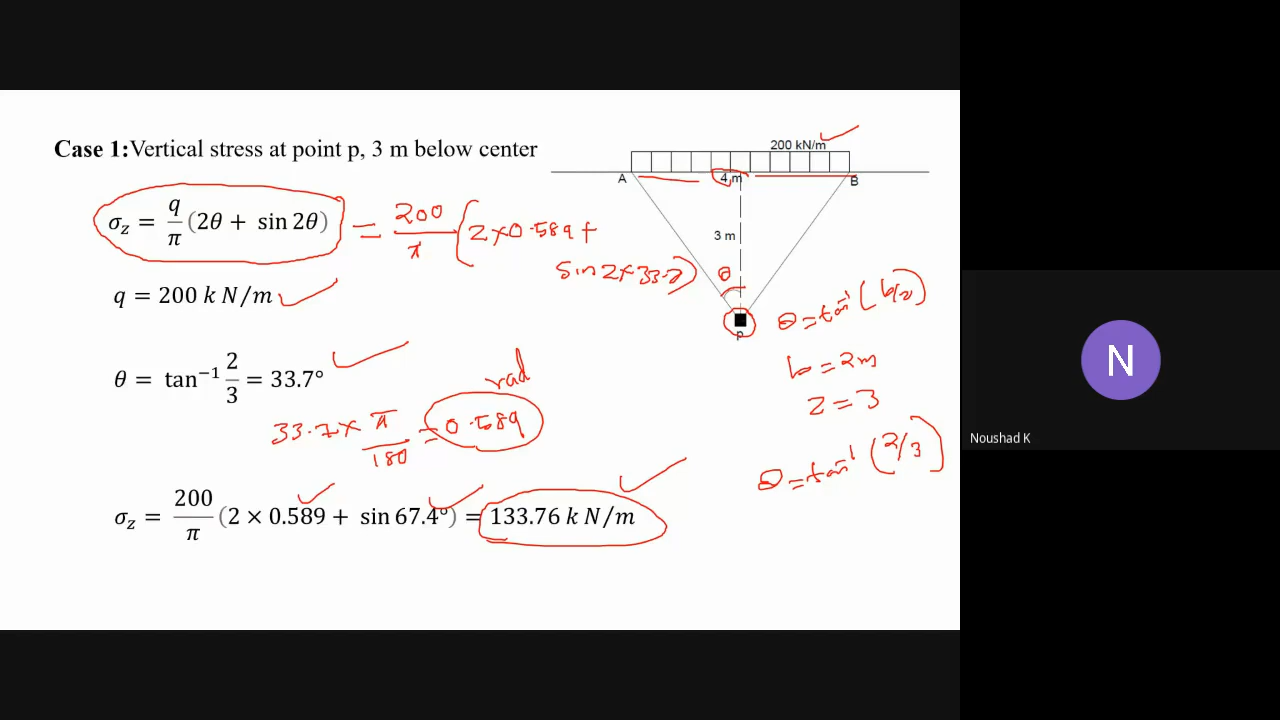 Case 1:Vertical stress at point p, 3 m below center
σz = q/π (2θ + sin 2θ) = 200/π (2×0.589 + sin 2×33.7)
q = 200 k N/m
θ = tan⁻¹ 2/3 = 33.7°
33.7 × π/180 = 0.589 rad
σz = 200/π (2 × 0.589 + sin 67.4°) = 133.76 k N/m
200 kN/m
A 4 m B
3 m
θ
p
θ = tan⁻¹ (b/z)
b = 2m
z = 3
θ = tan⁻¹ (2/3)
N
Noushad K